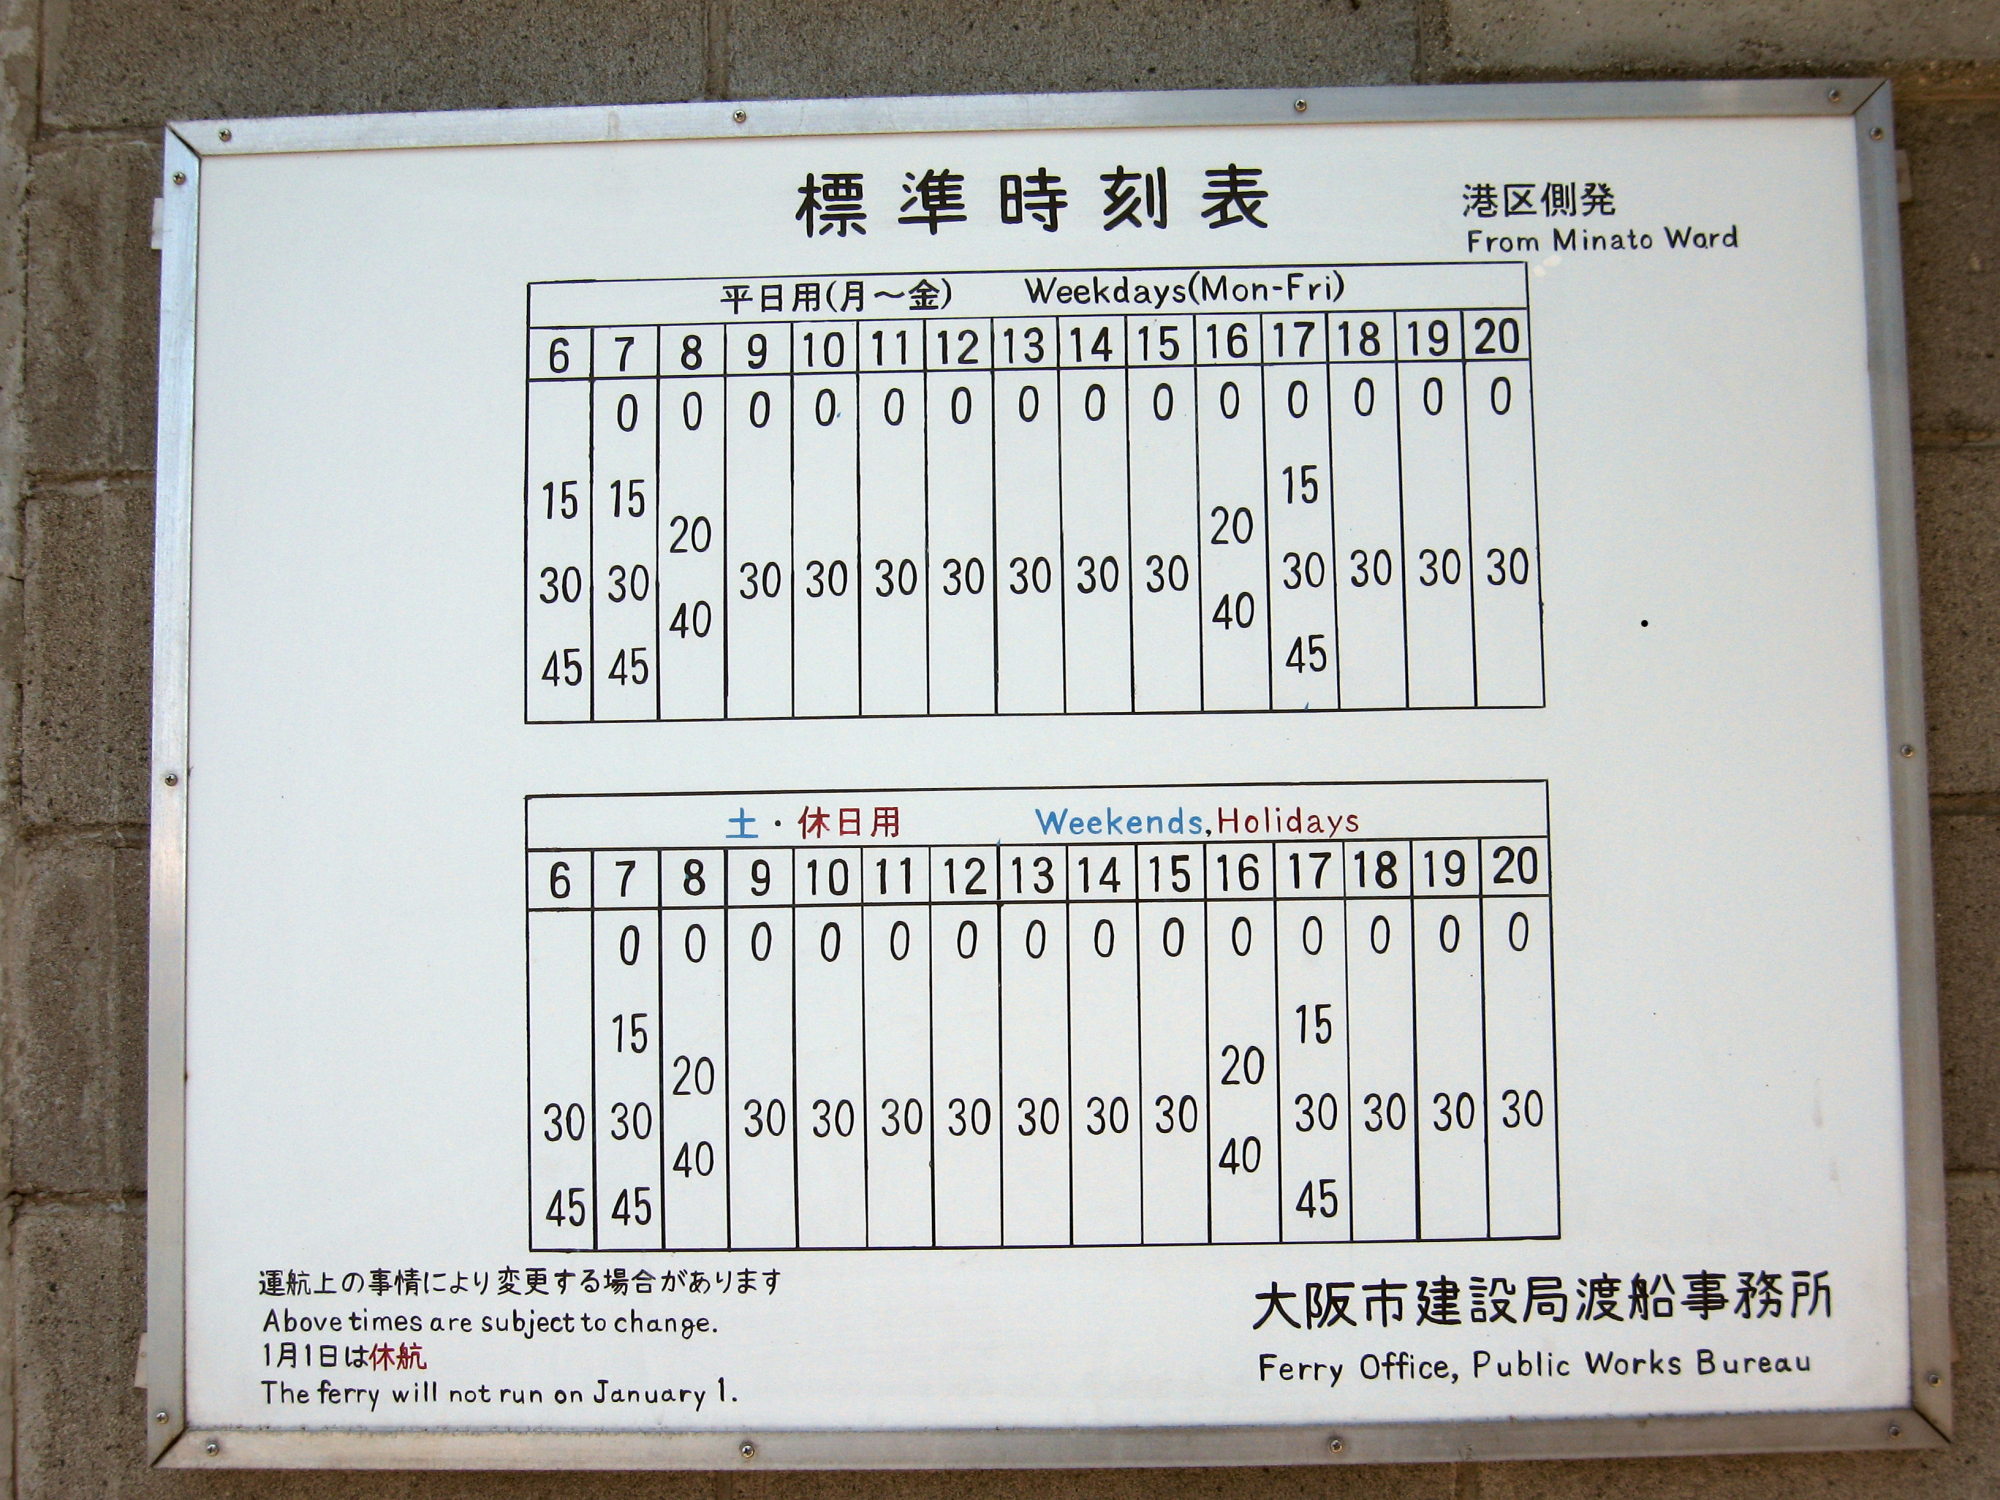 標準時刻表
港区側発
From Minato Ward
平日用(月～金) Weekdays(Mon-Fri)
6 7 8 9 10 11 12 13 14 15 16 17 18 19 20
0 0 0 0 0 0 0 0 0 0 0 0 0 0
15 15 15
20 20
30 30 30 30 30 30 30 30 30 30 30 30 30
40 40
45 45 45
土・休日用 Weekends,Holidays
6 7 8 9 10 11 12 13 14 15 16 17 18 19 20
0 0 0 0 0 0 0 0 0 0 0 0 0 0
15 15
20 20
30 30 30 30 30 30 30 30 30 30 30 30 30
40 40
45 45 45
運航上の事情により変更する場合があります
Above times are subject to change.
1月1日は休航
The ferry will not run on January 1.
大阪市建設局渡船事務所
Ferry Office, Public Works Bureau